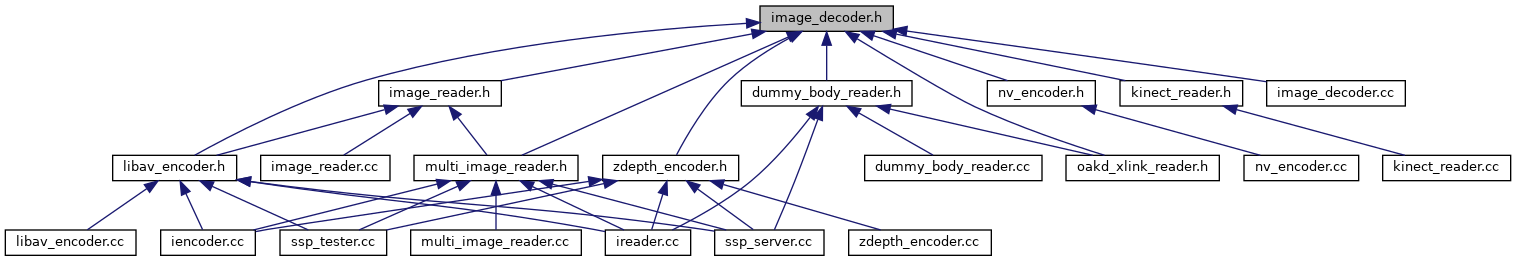 image_decoder.h
image_reader.h
dummy_body_reader.h
nv_encoder.h
kinect_reader.h
image_decoder.cc
libav_encoder.h
image_reader.cc
multi_image_reader.h
zdepth_encoder.h
dummy_body_reader.cc
oakd_xlink_reader.h
nv_encoder.cc
kinect_reader.cc
libav_encoder.cc
iencoder.cc
ssp_tester.cc
multi_image_reader.cc
ireader.cc
ssp_server.cc
zdepth_encoder.cc